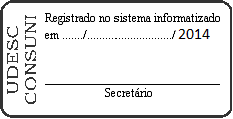 UDESC
CONSUNI
Registrado no sistema informatizado
em ......./............................/ 2014
Secretário